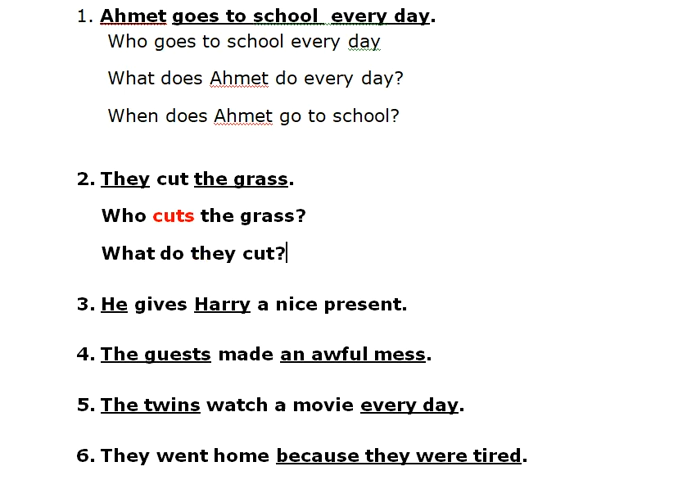 1. Ahmet goes to school  every day.
Who goes to school every day
What does Ahmet do every day?
When does Ahmet go to school?
2. They cut the grass.
Who cuts the grass?
What do they cut?
3. He gives Harry a nice present.
4. The guests made an awful mess.
5. The twins watch a movie every day.
6. They went home because they were tired.